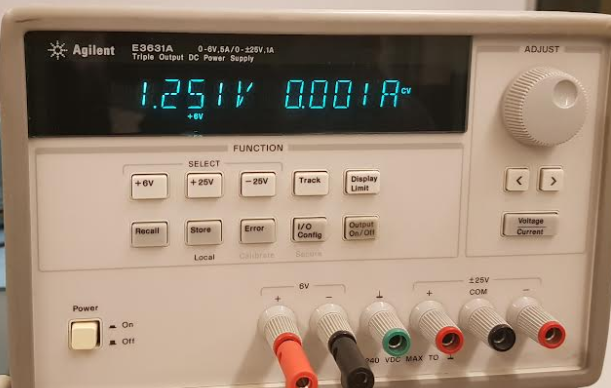 Agilent E3631A 0-6V,5A/0-±25V,1A
Triple Output DC Power Supply
1.251V 0.001A CV
+6V
ADJUST
FUNCTION
SELECT
+6V +25V -25V Track Display Limit
Recall Store Error I/O Config Output On/Off
Local Calibrate Secure
Voltage
Current
Power
On
Off
6V ±25V
+ - + COM -
240 VDC MAX TO